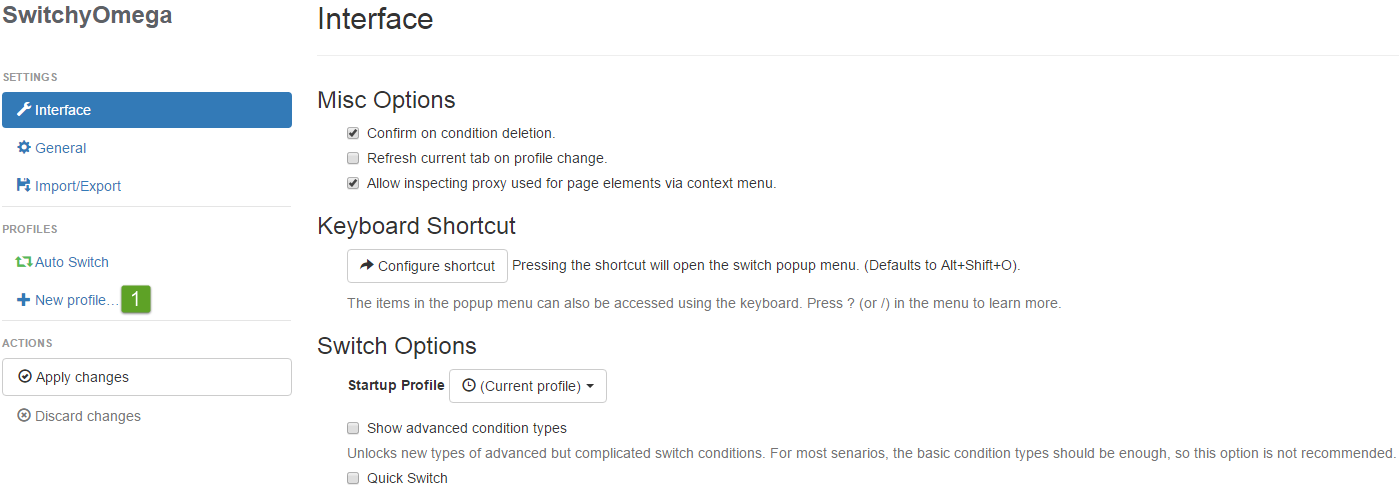 SwitchyOmega
SETTINGS
Interface
General
Import/Export
PROFILES
Auto Switch
New profile...
1
ACTIONS
Apply changes
Discard changes
Interface
Misc Options
Confirm on condition deletion.
Refresh current tab on profile change.
Allow inspecting proxy used for page elements via context menu.
Keyboard Shortcut
Configure shortcut Pressing the shortcut will open the switch popup menu. (Defaults to Alt+Shift+O).
The items in the popup menu can also be accessed using the keyboard. Press ? (or /) in the menu to learn more.
Switch Options
Startup Profile (Current profile)
Show advanced condition types
Unlocks new types of advanced but complicated switch conditions. For most senarios, the basic condition types should be enough, so this option is not recommended.
Quick Switch